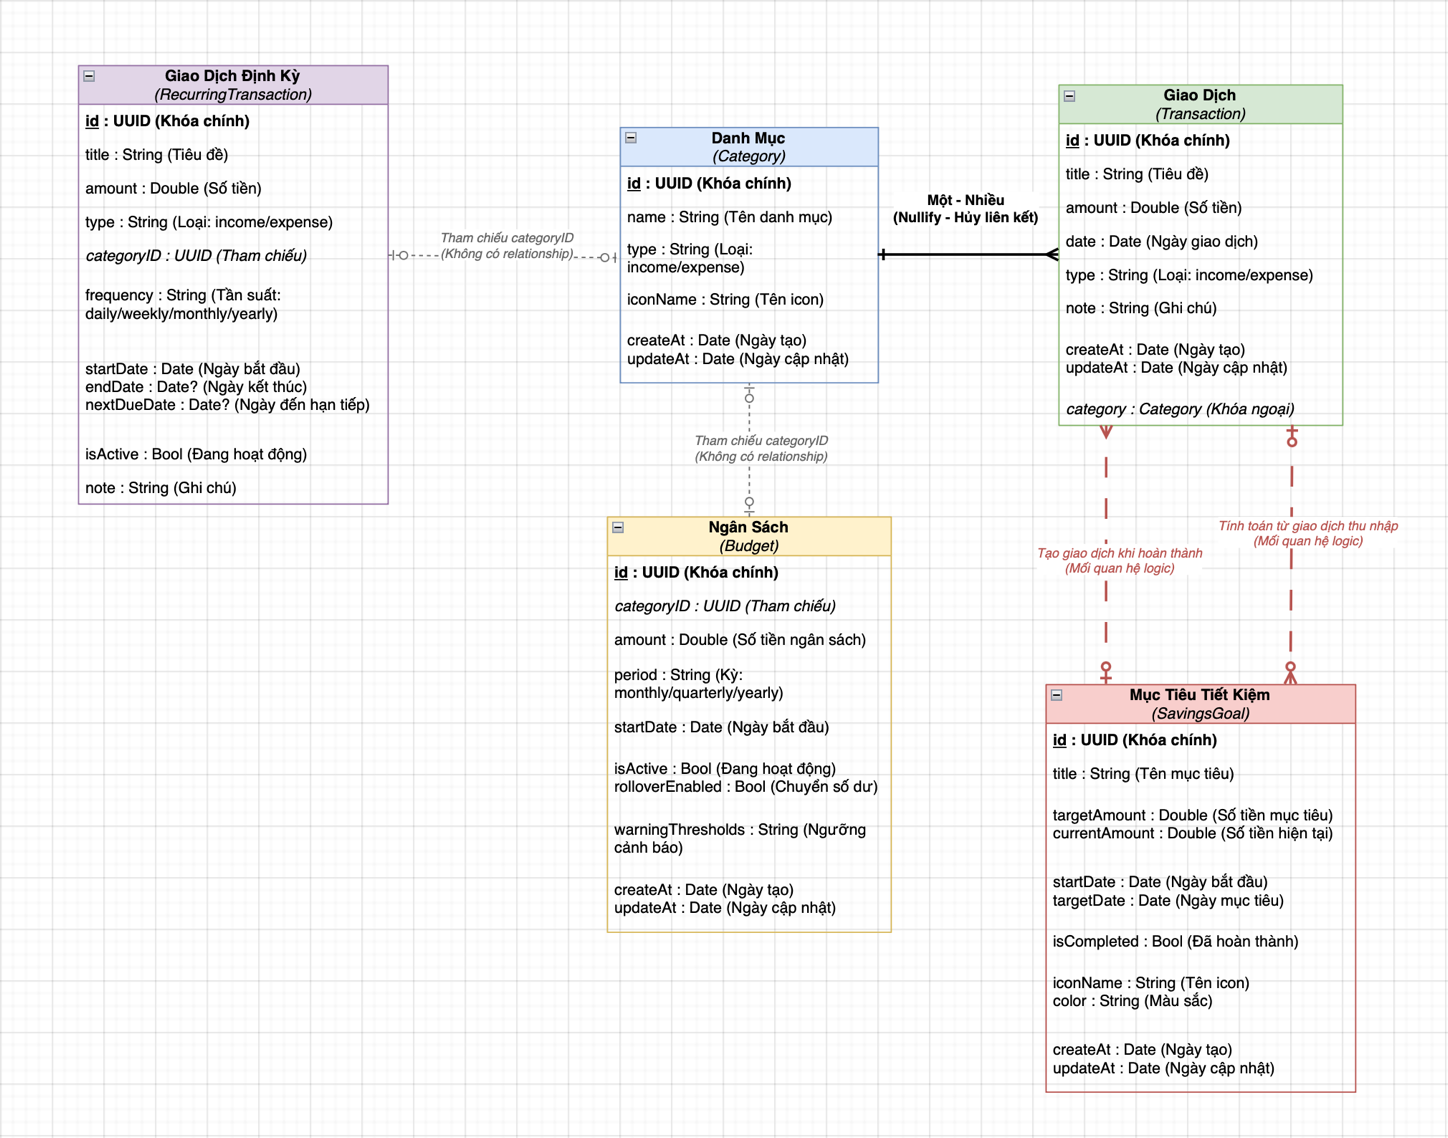 Giao Dịch Định Kỳ
(RecurringTransaction)
id : UUID (Khóa chính)
title : String (Tiêu đề)
amount : Double (Số tiền)
type : String (Loại: income/expense)
categoryID : UUID (Tham chiếu)
frequency : String (Tần suất:
daily/weekly/monthly/yearly)
startDate : Date (Ngày bắt đầu)
endDate : Date? (Ngày kết thúc)
nextDueDate : Date? (Ngày đến hạn tiếp)
isActive : Bool (Đang hoạt động)
note : String (Ghi chú)
Tham chiếu categoryID
(Không có relationship)
Danh Mục
(Category)
id : UUID (Khóa chính)
name : String (Tên danh mục)
type : String (Loại:
income/expense)
iconName : String (Tên icon)
createAt : Date (Ngày tạo)
updateAt : Date (Ngày cập nhật)
Một - Nhiều
(Nullify - Hủy liên kết)
Giao Dịch
(Transaction)
id : UUID (Khóa chính)
title : String (Tiêu đề)
amount : Double (Số tiền)
date : Date (Ngày giao dịch)
type : String (Loại: income/expense)
note : String (Ghi chú)
createAt : Date (Ngày tạo)
updateAt : Date (Ngày cập nhật)
category : Category (Khóa ngoại)
Tham chiếu categoryID
(Không có relationship)
Ngân Sách
(Budget)
id : UUID (Khóa chính)
categoryID : UUID (Tham chiếu)
amount : Double (Số tiền ngân sách)
period : String (Kỳ:
monthly/quarterly/yearly)
startDate : Date (Ngày bắt đầu)
isActive : Bool (Đang hoạt động)
rolloverEnabled : Bool (Chuyển số dư)
warningThresholds : String (Ngưỡng
cảnh báo)
createAt : Date (Ngày tạo)
updateAt : Date (Ngày cập nhật)
Tạo giao dịch khi hoàn thành
(Mối quan hệ logic)
Tính toán từ giao dịch thu nhập
(Mối quan hệ logic)
Mục Tiêu Tiết Kiệm
(SavingsGoal)
id : UUID (Khóa chính)
title : String (Tên mục tiêu)
targetAmount : Double (Số tiền mục tiêu)
currentAmount : Double (Số tiền hiện tại)
startDate : Date (Ngày bắt đầu)
targetDate : Date (Ngày mục tiêu)
isCompleted : Bool (Đã hoàn thành)
iconName : String (Tên icon)
color : String (Màu sắc)
createAt : Date (Ngày tạo)
updateAt : Date (Ngày cập nhật)